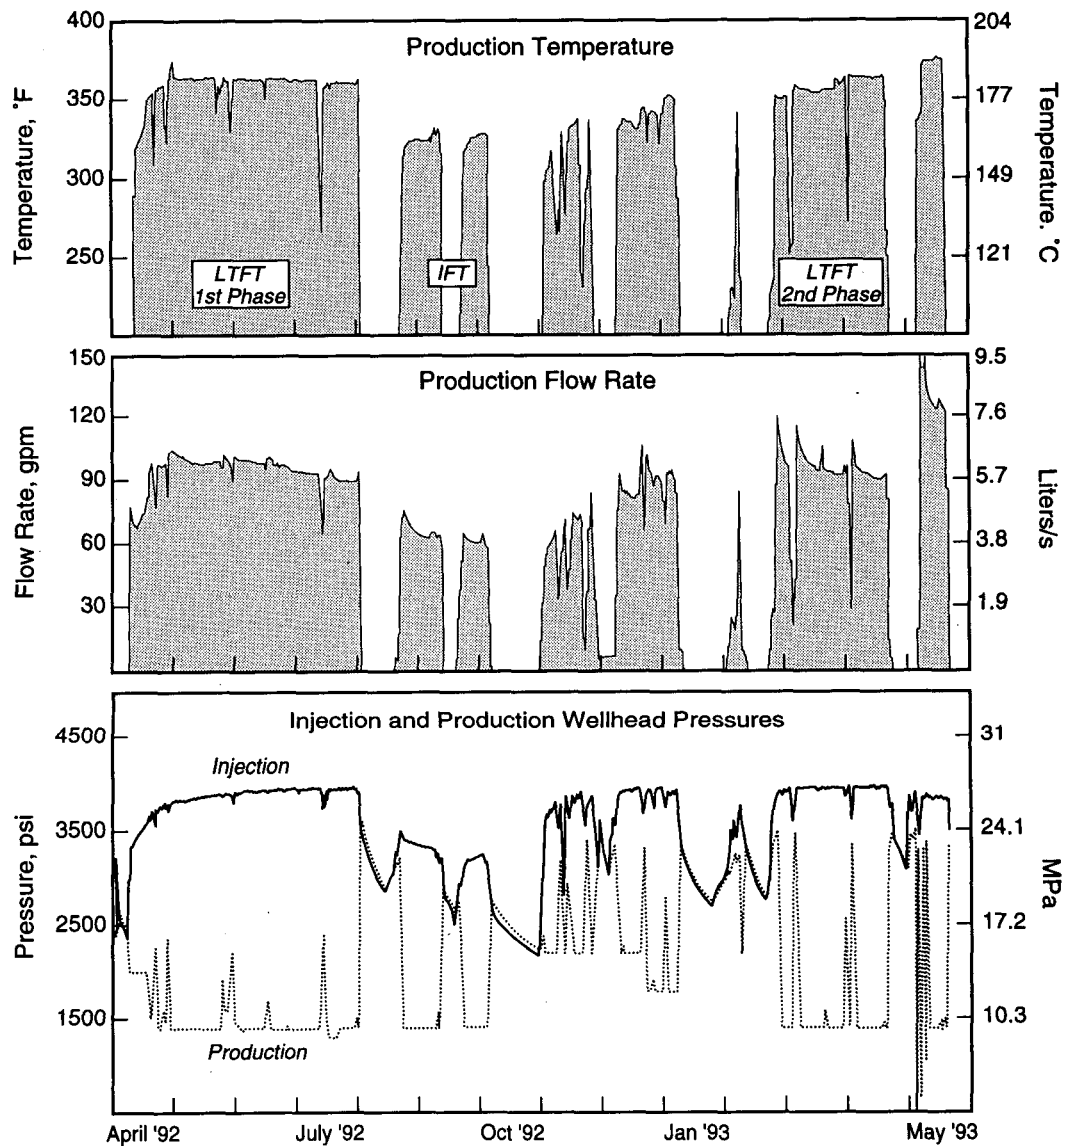 Production Temperature
Temperature, °F
400
350
300
250
204
177
149
121
Temperature. °C
LTFT
1st Phase
IFT
LTFT
2nd Phase
Production Flow Rate
Flow Rate, gpm
150
120
90
60
30
9.5
7.6
5.7
3.8
1.9
Liters/s
Injection and Production Wellhead Pressures
Pressure, psi
4500
3500
2500
1500
31
24.1
17.2
10.3
MPa
Injection
Production
April '92
July '92
Oct '92
Jan '93
May '93